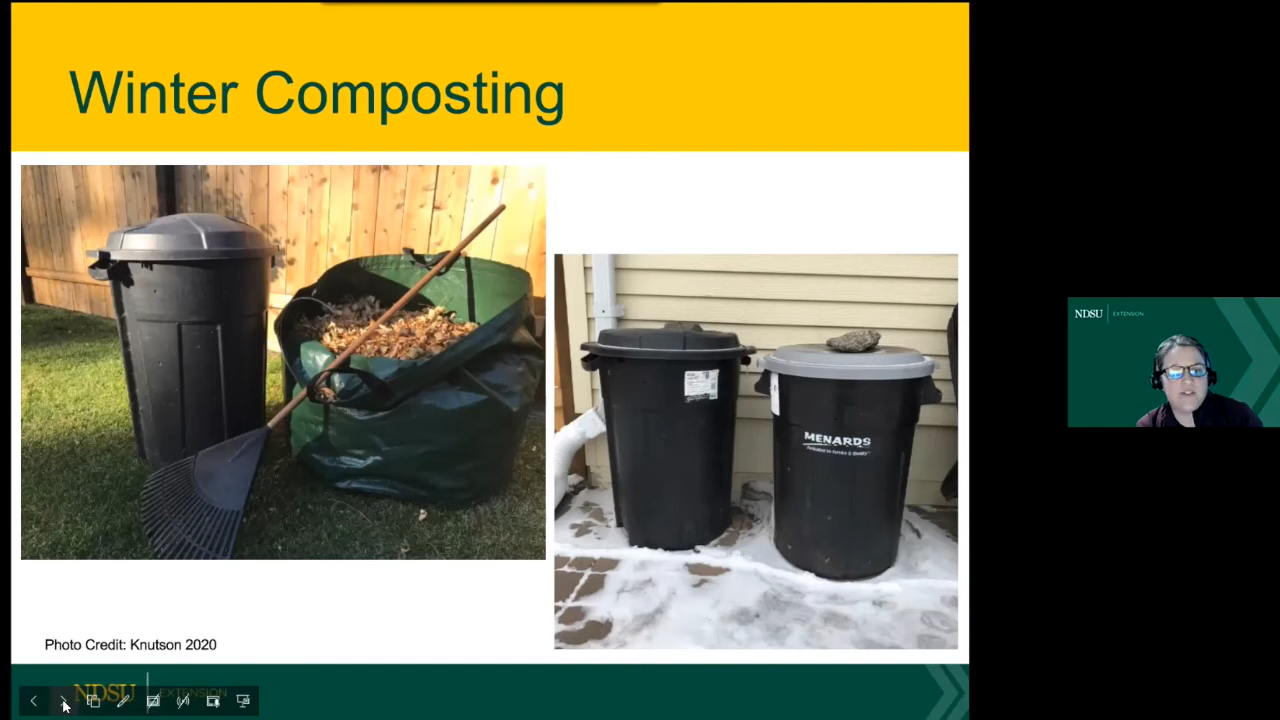 Winter Composting
MENARDS
Photo Credit: Knutson 2020
NDSU EXTENSION
NDSU EXTENSION